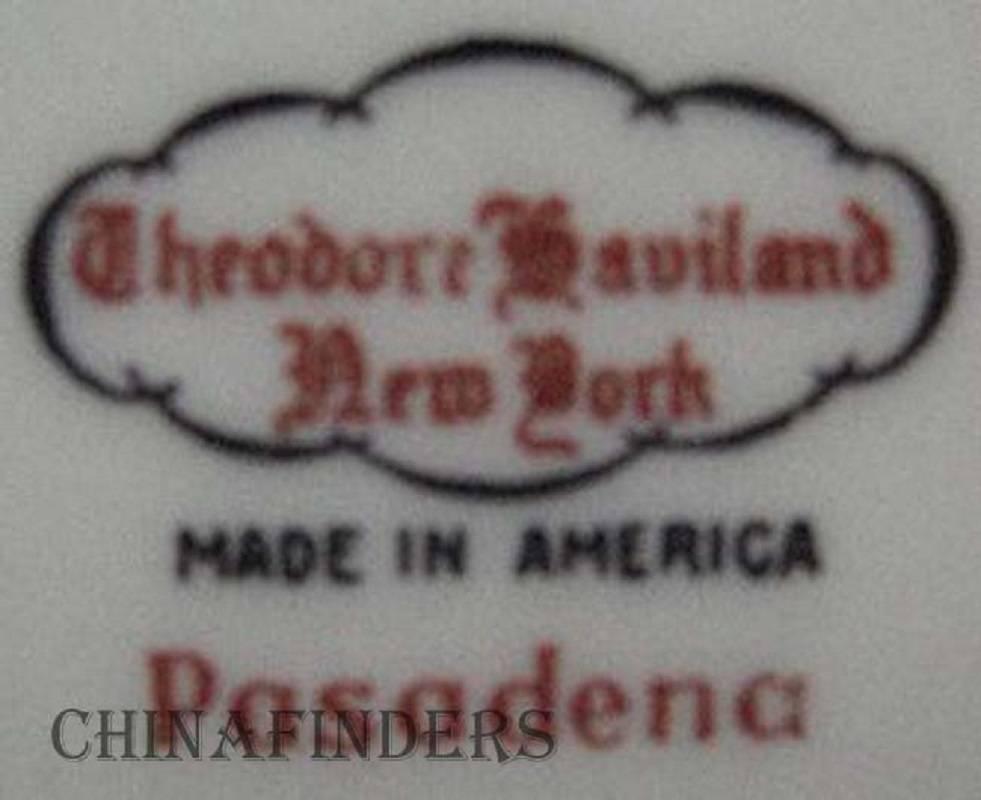 Theodore Haviland
New York
MADE IN AMERICA
Pasadena
CHINAFINDERS